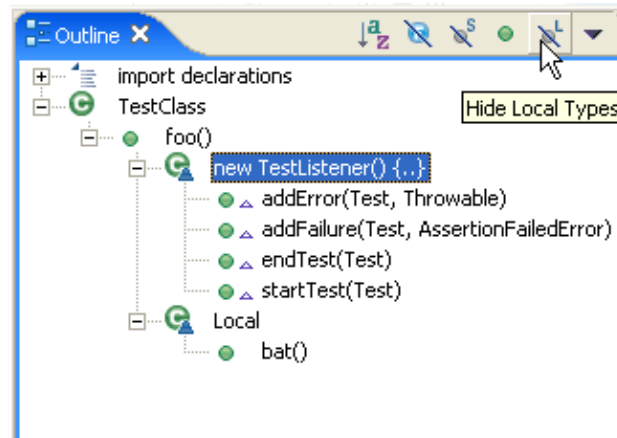 Outline
a z S L
import declarations
TestClass
Hide Local Types
foo()
new TestListener() {..}
addError(Test, Throwable)
addFailure(Test, AssertionFailedError)
endTest(Test)
startTest(Test)
Local
bat()